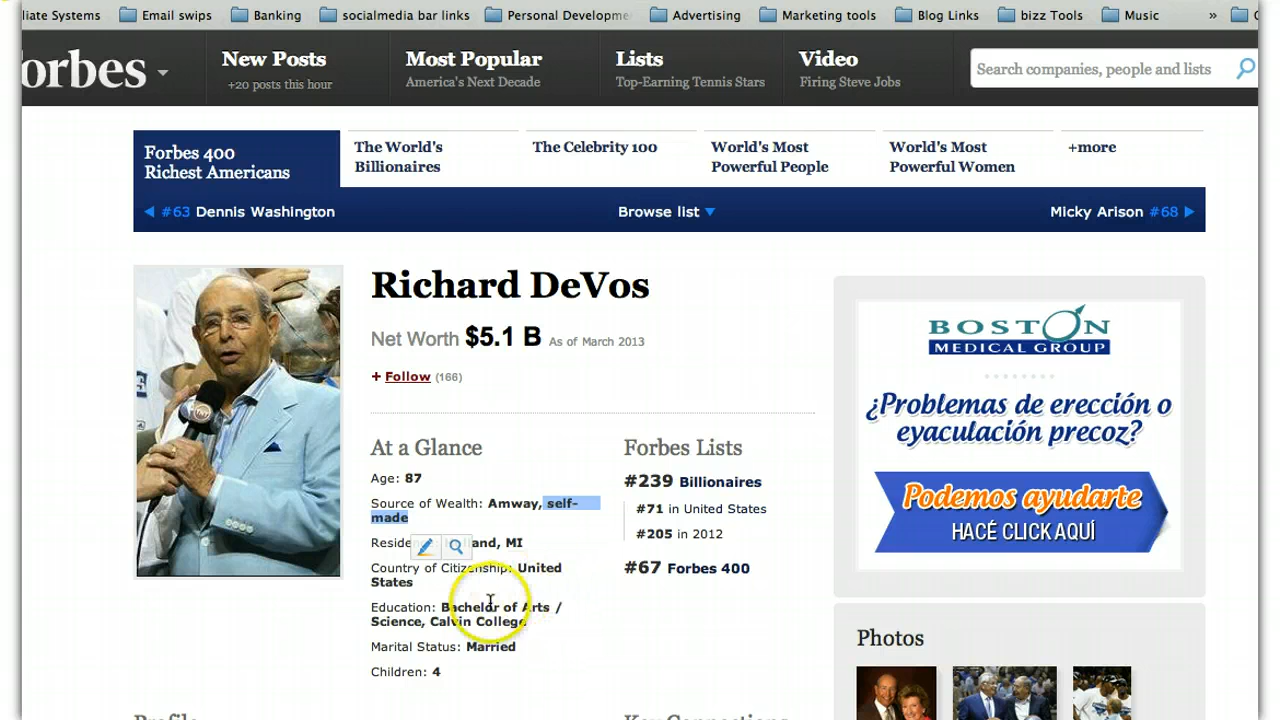 liate Systems
Email swips
Banking
socialmedia bar links
Personal Developme
Advertising
Marketing tools
Blog Links
bizz Tools
Music
»
orbes
New Posts
+20 posts this hour
Most Popular
America's Next Decade
Lists
Top-Earning Tennis Stars
Video
Firing Steve Jobs
Search companies, people and lists
Forbes 400
Richest Americans
The World's
Billionaires
The Celebrity 100
World's Most
Powerful People
World's Most
Powerful Women
+more
#63 Dennis Washington
Browse list
Micky Arison #68
Richard DeVos
Net Worth $5.1 B As of March 2013
+ Follow (166)
At a Glance
Age: 87
Source of Wealth: Amway, self-
made
Country of Citizenship: United
States
Education: Bachelor of Arts /
Science, Calvin College
Marital Status: Married
Children: 4
Forbes Lists
#239 Billionaires
#71 in United States
#205 in 2012
#67 Forbes 400
BOSTON
MEDICAL GROUP
¿Problemas de erección o
eyaculación precoz?
Podemos ayudarte
HACÉ CLICK AQUÍ
Photos